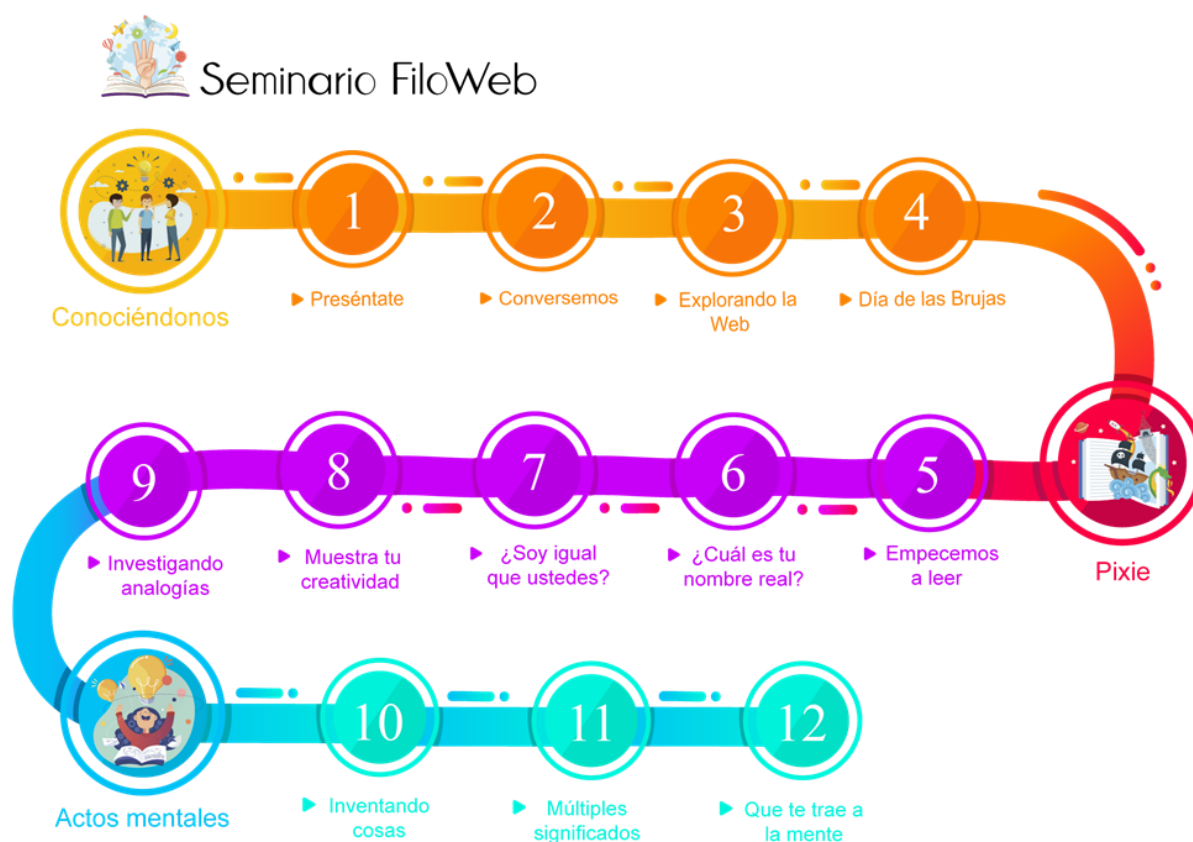 Seminario FiloWeb
Conociéndonos
1
Preséntate
2
Conversemos
3
Explorando la
Web
4
Día de las Brujas
Pixie
5
Empecemos
a leer
6
¿Cuál es tu
nombre real?
7
¿Soy igual
que ustedes?
8
Muestra tu
creatividad
9
Investigando
analogías
Actos mentales
10
Inventando
cosas
11
Múltiples
significados
12
Que te trae a
la mente